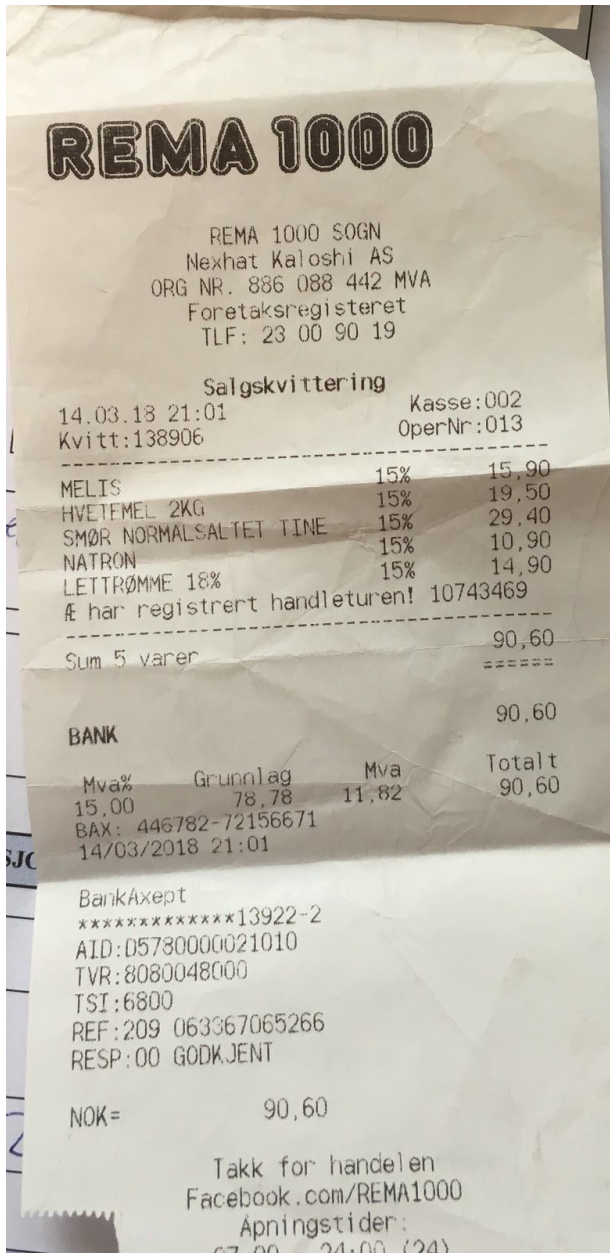 REMA 1000
REMA 1000 SOGN
Nexhat Kaloshi AS
ORG NR. 886 088 442 MVA
Foretaksregisteret
TLF: 23 00 90 19
Salgskvittering
14.03.18 21:01 Kasse:002
Kvitt:138906 OperNr:013
MELIS 15% 15,90
HVETEMEL 2KG 15% 19,50
SMØR NORMALSALTET TINE 15% 29,40
NATRON 15% 10,90
LETTRØMME 18% 15% 14,90
Æ har registrert handleturen! 10743469
Sum 5 varer 90,60
======
BANK 90,60
Mva% Grunnlag Mva Totalt
15,00 78,78 11,82 90,60
BAX: 446782-72156671
14/03/2018 21:01
BankAxept
*************13922-2
AID:D5780000021010
TVR:8080048000
TSI:6800
REF:209 063367065266
RESP:00 GODKJENT
NOK= 90,60
Takk for handelen
Facebook.com/REMA1000
Åpningstider:
07.00 24:00 (24)